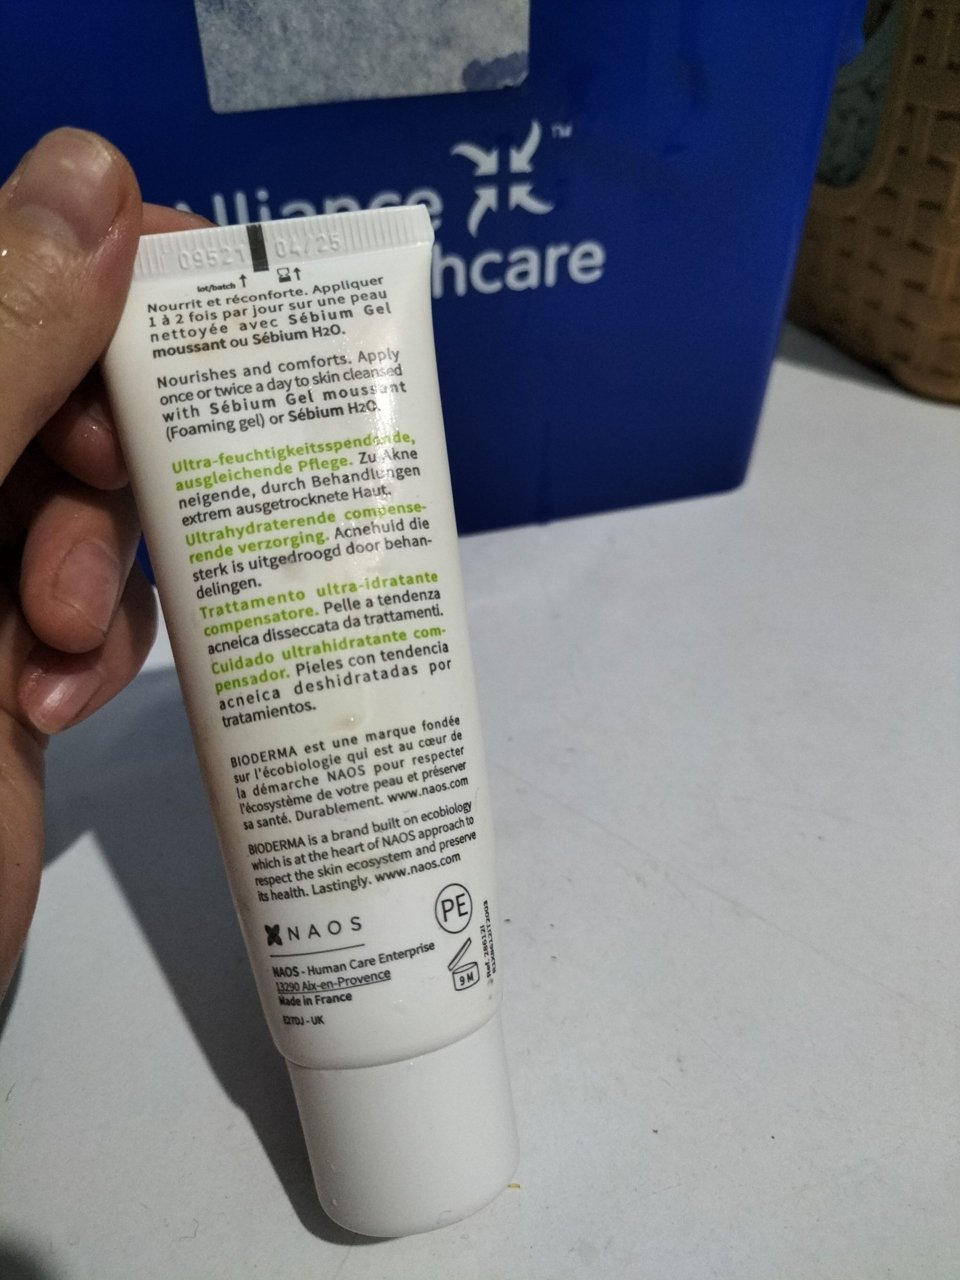 Alliance
™
hcare
09521 04/25
lot/batch
Nourrit et réconforte. Appliquer
1 à 2 fois par jour sur une peau
nettoyée avec Sébium Gel
moussant ou Sébium H2O.
Nourishes and comforts. Apply
once or twice a day to skin cleansed
with Sébium Gel moussant
(Foaming gel) or Sébium H2O.
Ultra-feuchtigkeitsspendende,
ausgleichende Pflege. Zu Akne
neigende, durch Behandlungen
extrem ausgetrocknete Haut.
Ultrahydraterende compense-
rende verzorging. Acnehuid die
sterk is uitgedroogd door behan-
delingen.
Trattamento ultra-idratante
compensatore. Pelle a tendenza
acneica disseccata da trattamenti.
Cuidado ultrahidratante com-
pensador. Pieles con tendencia
acneica deshidratadas por
tratamientos.
BIODERMA est une marque fondée
sur l'écobiologie qui est au cœur de
la démarche NAOS pour respecter
l'écosystème de votre peau et préserver
sa santé. Durablement. www.naos.com
BIODERMA is a brand built on ecobiology
which is at the heart of NAOS approach to
respect the skin ecosystem and preserve
its health. Lastingly. www.naos.com
NAOS
PE
NAOS - Human Care Enterprise
13290 Aix-en-Provence
Made in France
9 M
Ref. 28612I
E27DJ - UK